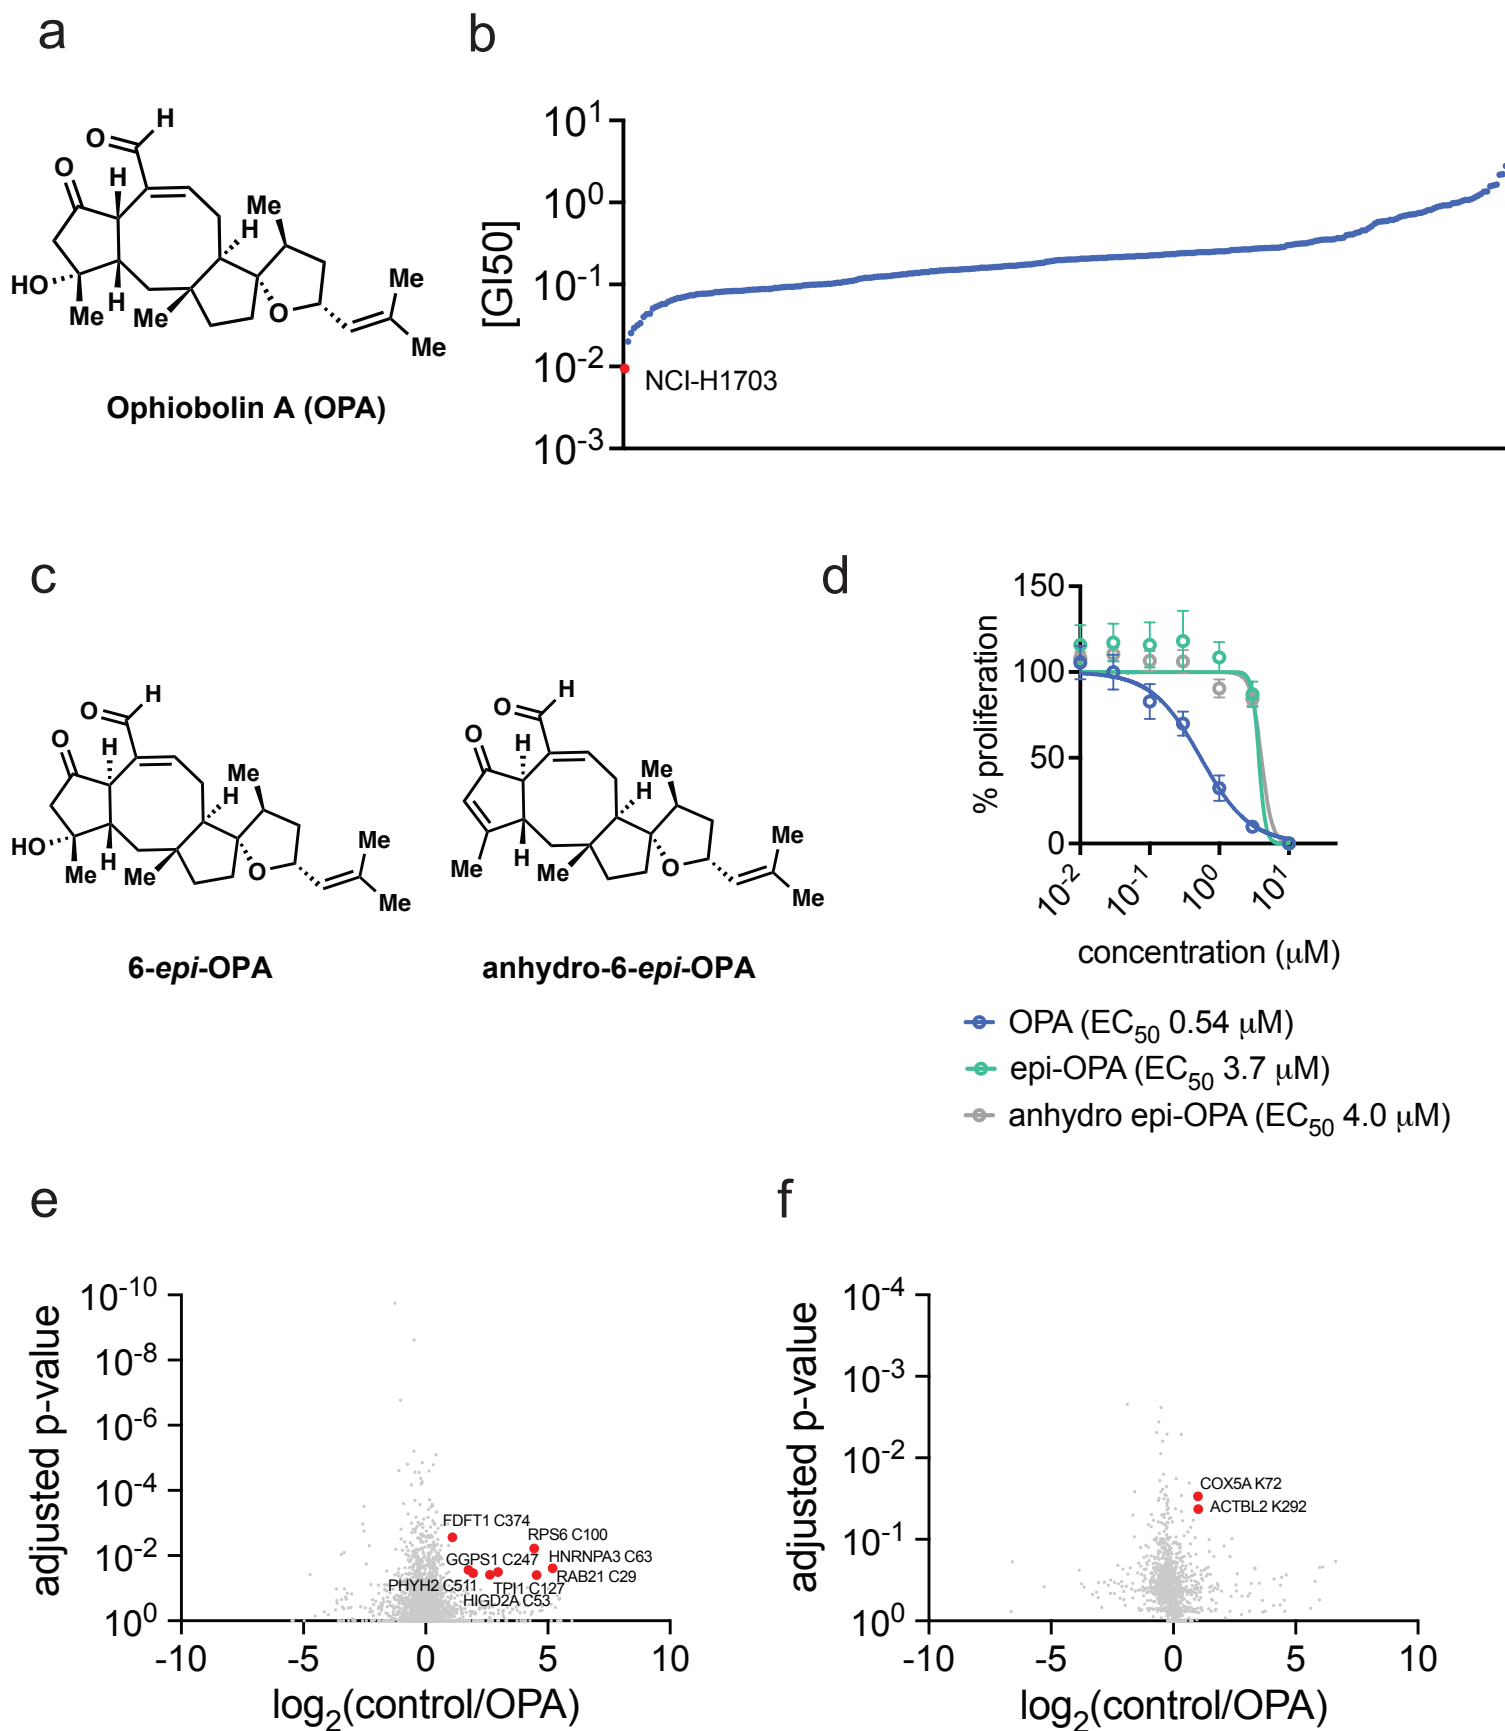 a
b
H
O
O
H
Me
H
HO
Me
H
Me
O
Me
Me
Ophiobolin A (OPA)
[GI50]
10^1
10^0
10^-1
10^-2
10^-3
NCI-H1703
c
d
H
O
O
H
Me
H
HO
Me
H
Me
O
Me
Me
6-epi-OPA
H
O
O
H
Me
H
Me
H
Me
O
Me
Me
anhydro-6-epi-OPA
% proliferation
150
100
50
0
10^-2 10^-1 10^0 10^1
concentration (μM)
OPA (EC50 0.54 μM)
epi-OPA (EC50 3.7 μM)
anhydro epi-OPA (EC50 4.0 μM)
e
f
adjusted p-value
10^-10
10^-8
10^-6
10^-4
10^-2
10^0
FDFT1 C374
RPS6 C100
GGPS1 C247
HNRNPA3 C63
PHYH2 C511
TPI1 C127
RAB21 C29
HIGD2A C53
-10 -5 0 5 10
log2(control/OPA)
adjusted p-value
10^-4
10^-3
10^-2
10^-1
10^0
COX5A K72
ACTBL2 K292
-10 -5 0 5 10
log2(control/OPA)